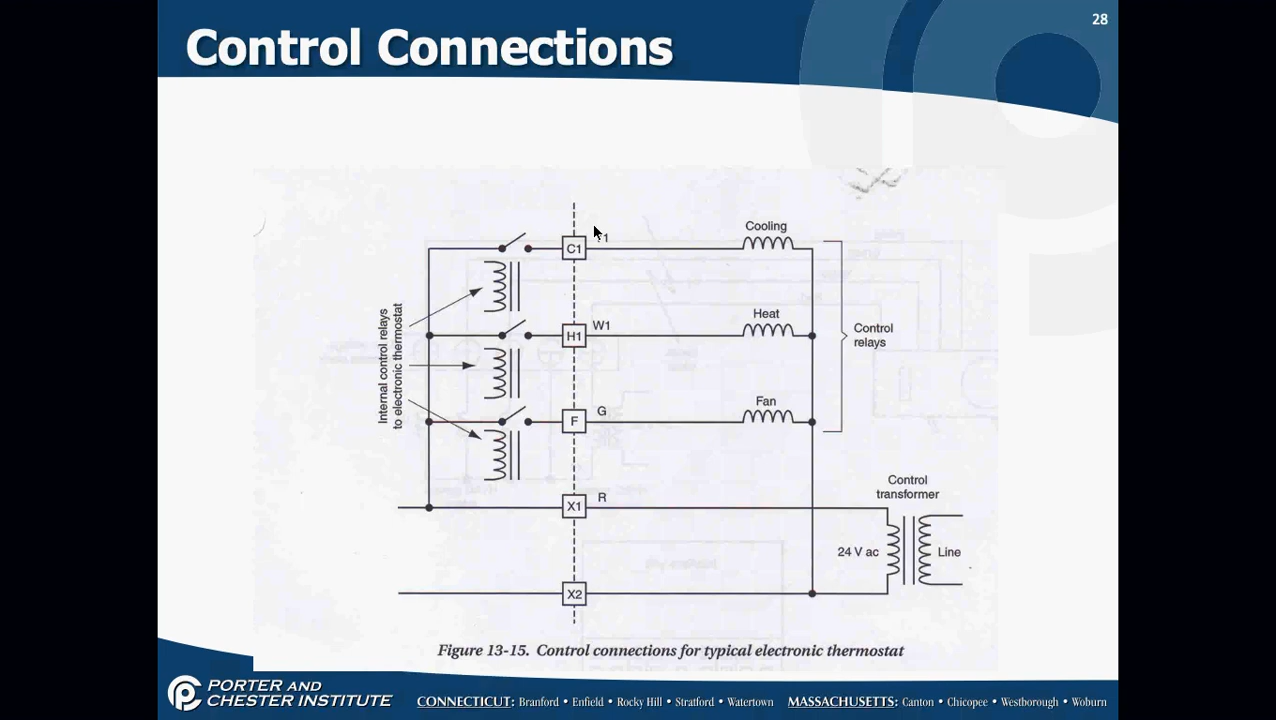 28
Control Connections
Cooling
C1
1
Heat
H1
W1
Control
relays
Internal control relays
to electronic thermostat
Fan
F
G
Control
transformer
X1
R
24 V ac
Line
X2
Figure 13-15. Control connections for typical electronic thermostat
PORTER AND
CHESTER INSTITUTE
CONNECTICUT: Branford • Enfield • Rocky Hill • Stratford • Watertown
MASSACHUSETTS: Canton • Chicopee • Westborough • Woburn